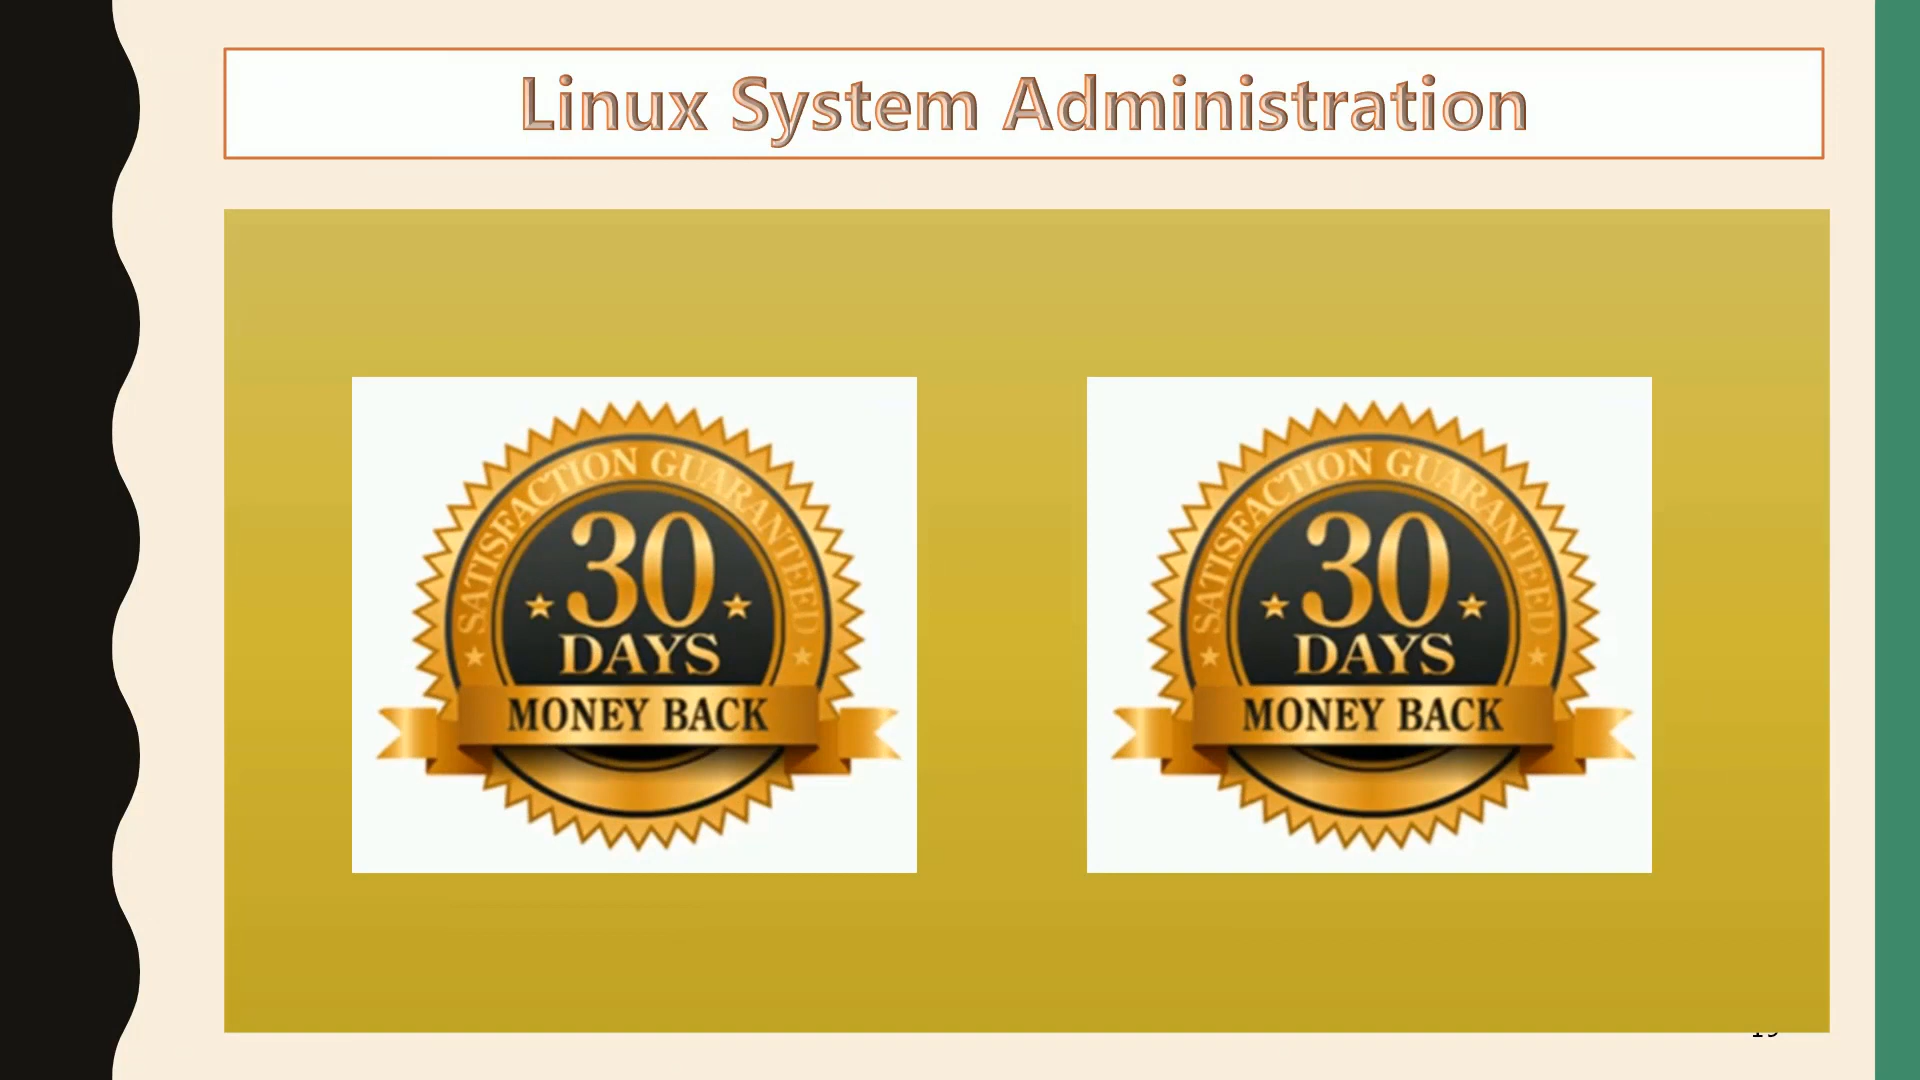 Linux System Administration
SATISFACTION GUARANTEED
30
DAYS
MONEY BACK
SATISFACTION GUARANTEED
30
DAYS
MONEY BACK